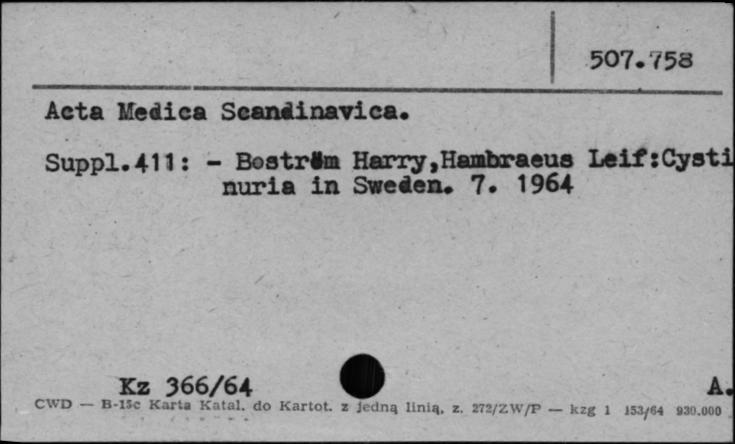 507.758
Acta Medica Scandinavica.
Suppl.411: - Boström Harry,Hambraeus Leif:Cysti
nuria in Sweden. 7. 1964
Kz 366/64 A.
CWD — B-15c Karta Katal. do Kartot. z jedną linią, z. 272/ZW/P — kzg 1 153/64 930.000